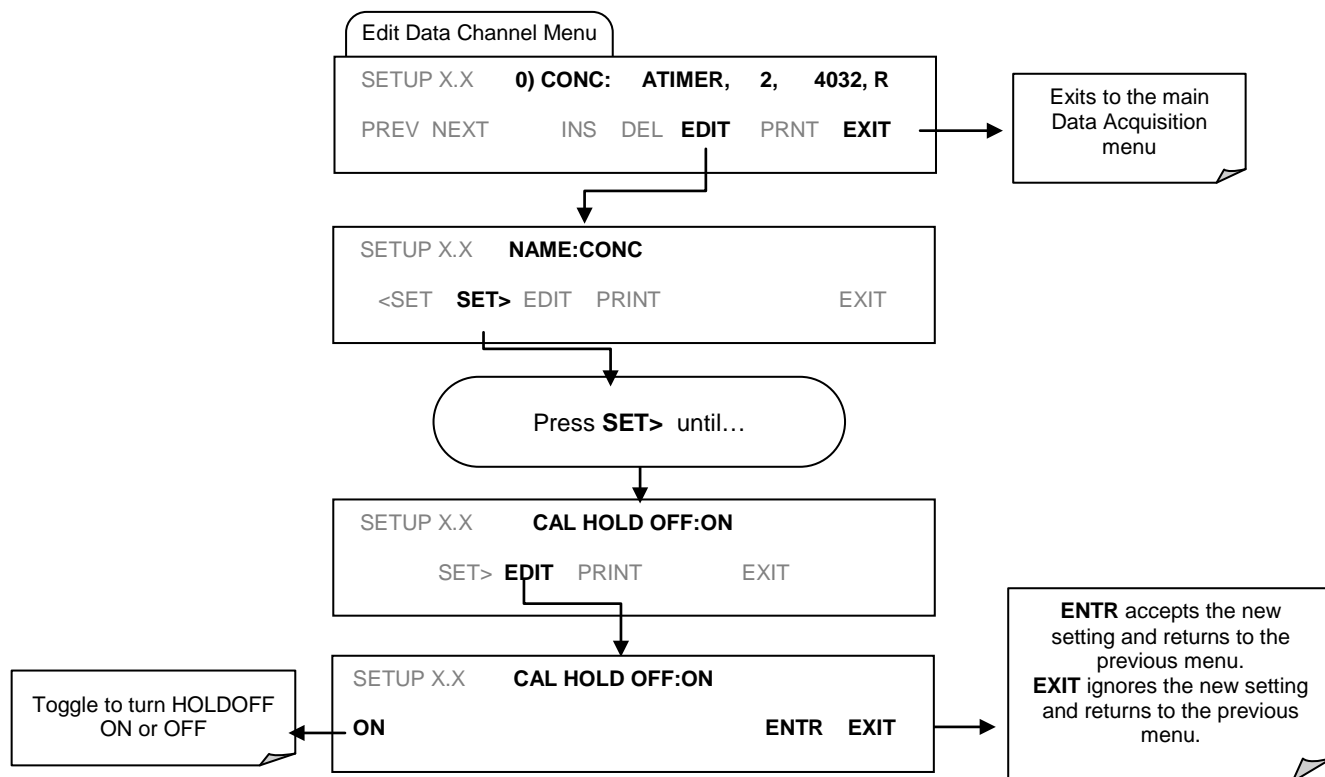 Edit Data Channel Menu
SETUP X.X 0) CONC: ATIMER, 2, 4032, R
PREV NEXT INS DEL EDIT PRNT EXIT
Exits to the main
Data Acquisition
menu
SETUP X.X NAME:CONC
<SET SET> EDIT PRINT EXIT
Press SET> until…
SETUP X.X CAL HOLD OFF:ON
SET> EDIT PRINT EXIT
SETUP X.X CAL HOLD OFF:ON
ON ENTR EXIT
Toggle to turn HOLDOFF
ON or OFF
ENTR accepts the new
setting and returns to the
previous menu.
EXIT ignores the new setting
and returns to the previous
menu.